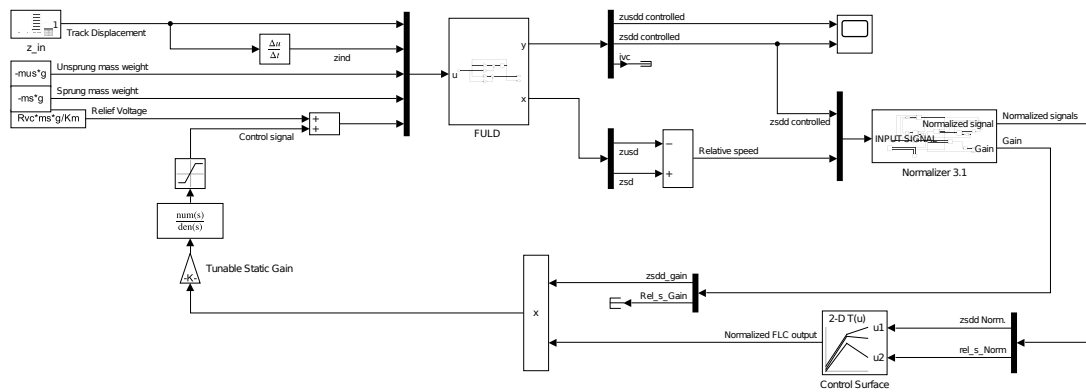 1
z_in
Track Displacement
Δu
Δt
zind
-mus*g
Unsprung mass weight
-ms*g
Sprung mass weight
Rvc*ms*g/Km
Relief Voltage
+
+
Control signal
u
y
x
FULD
zusdd controlled
zsdd controlled
ivc
zusd
zsd
−
+
Relative speed
zsdd controlled
INPUT SIGNAL
Normalized signal
Gain
Normalizer 3.1
Normalized signals
Gain
num(s)
den(s)
-K-
Tunable Static Gain
x
zsdd_gain
Rel_s_Gain
Normalized FLC output
2-D T(u)
u1
u2
Control Surface
zsdd Norm.
rel_s_Norm